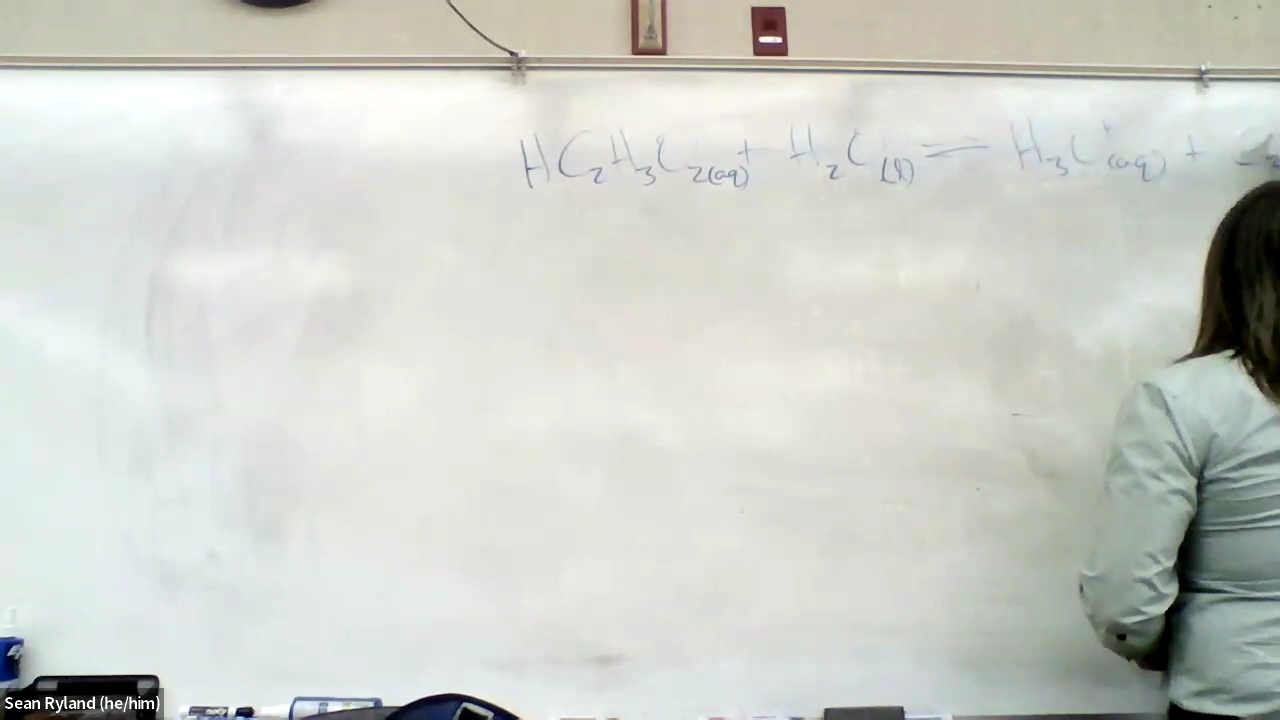 HC₂H₃O₂(aq) + H₂O(l) ⇌ H₃O⁺(aq) +
Sean Ryland (he/him)